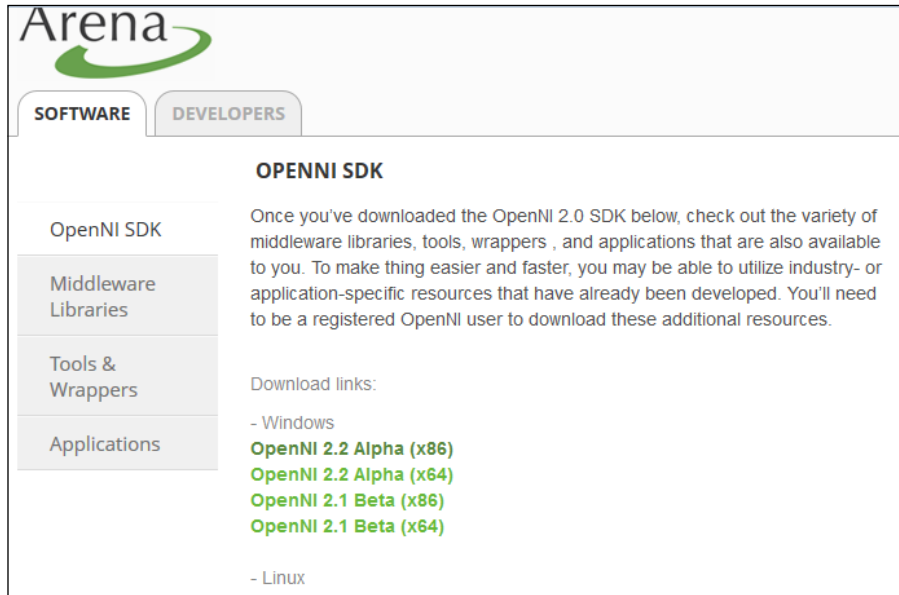 Arena
SOFTWARE
DEVELOPERS
OPENNI SDK
OpenNI SDK
Middleware
Libraries
Tools &
Wrappers
Applications
Once you've downloaded the OpenNI 2.0 SDK below, check out the variety of
middleware libraries, tools, wrappers , and applications that are also available
to you. To make thing easier and faster, you may be able to utilize industry- or
application-specific resources that have already been developed. You'll need
to be a registered OpenNI user to download these additional resources.
Download links:
- Windows
OpenNI 2.2 Alpha (x86)
OpenNI 2.2 Alpha (x64)
OpenNI 2.1 Beta (x86)
OpenNI 2.1 Beta (x64)
- Linux